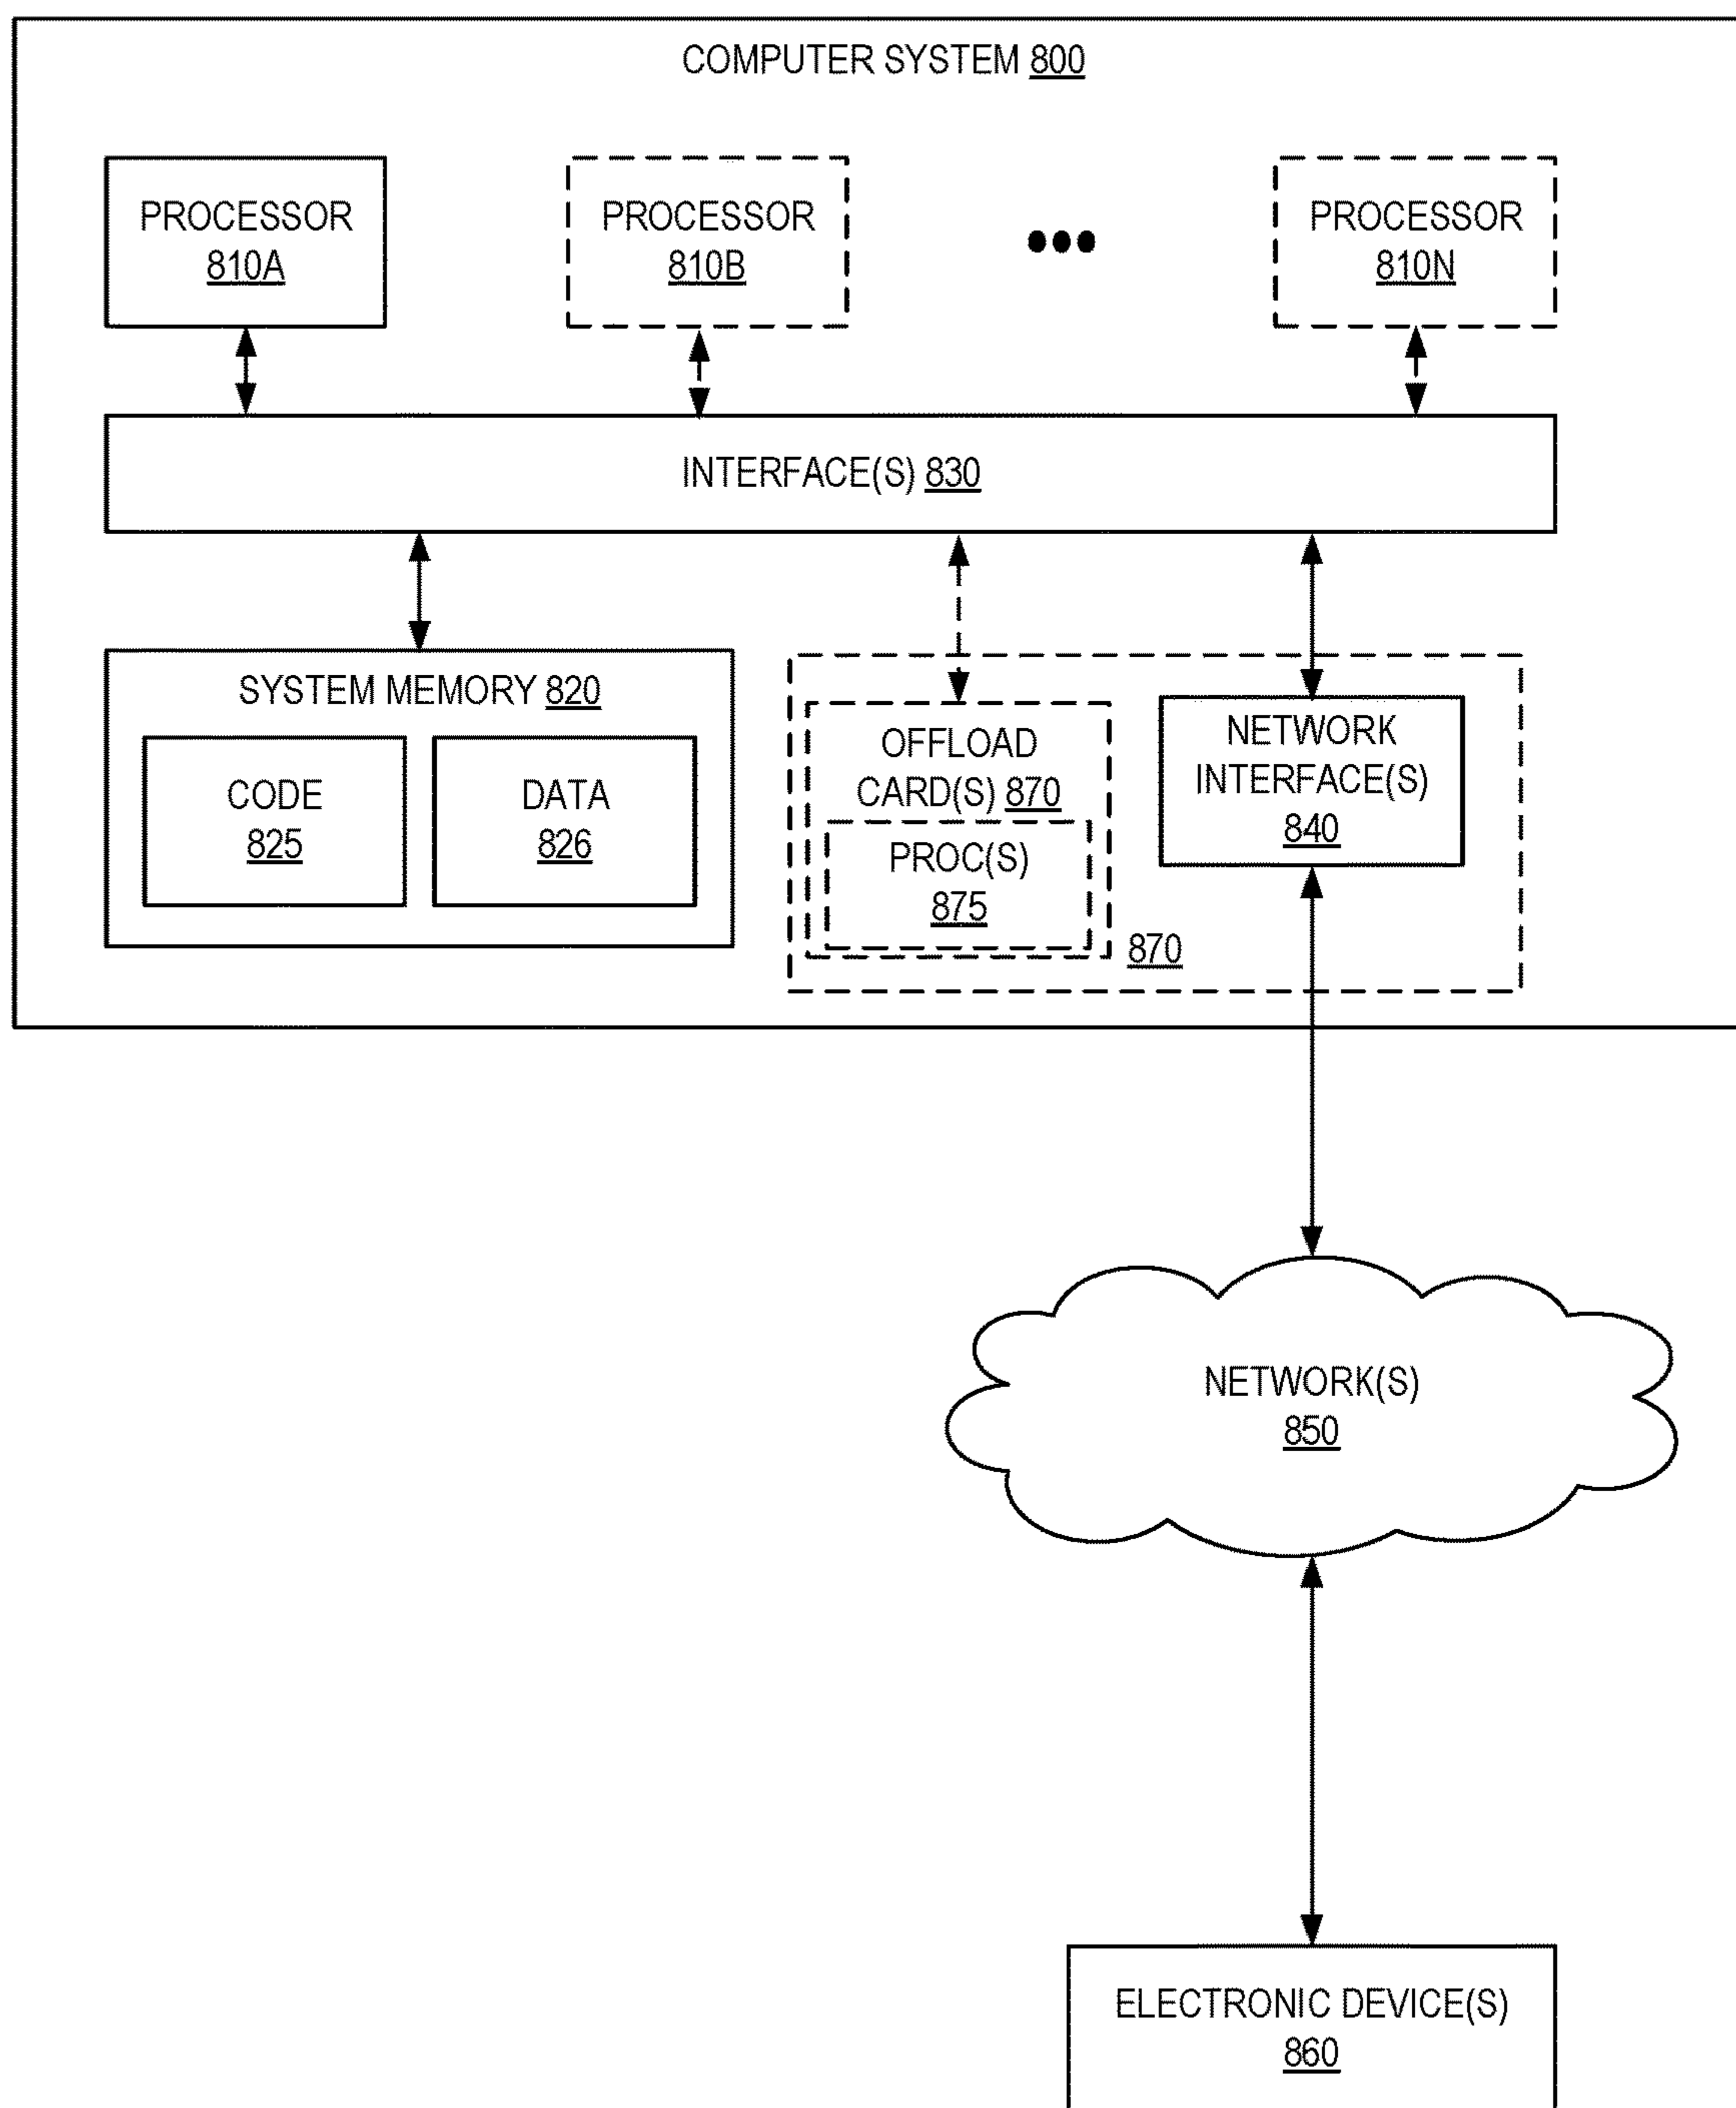 COMPUTER SYSTEM 800
PROCESSOR
810A
PROCESSOR
810B
PROCESSOR
810N
INTERFACE(S) 830
SYSTEM MEMORY 820
CODE
825
DATA
826
OFFLOAD
CARD(S) 870
PROC(S)
875
870
NETWORK
INTERFACE(S)
840
NETWORK(S)
850
ELECTRONIC DEVICE(S)
860